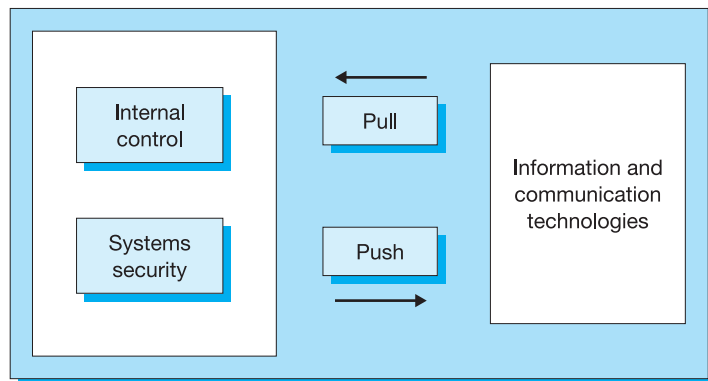 Internal
control
Systems
security
Pull
Push
Information and
communication
technologies